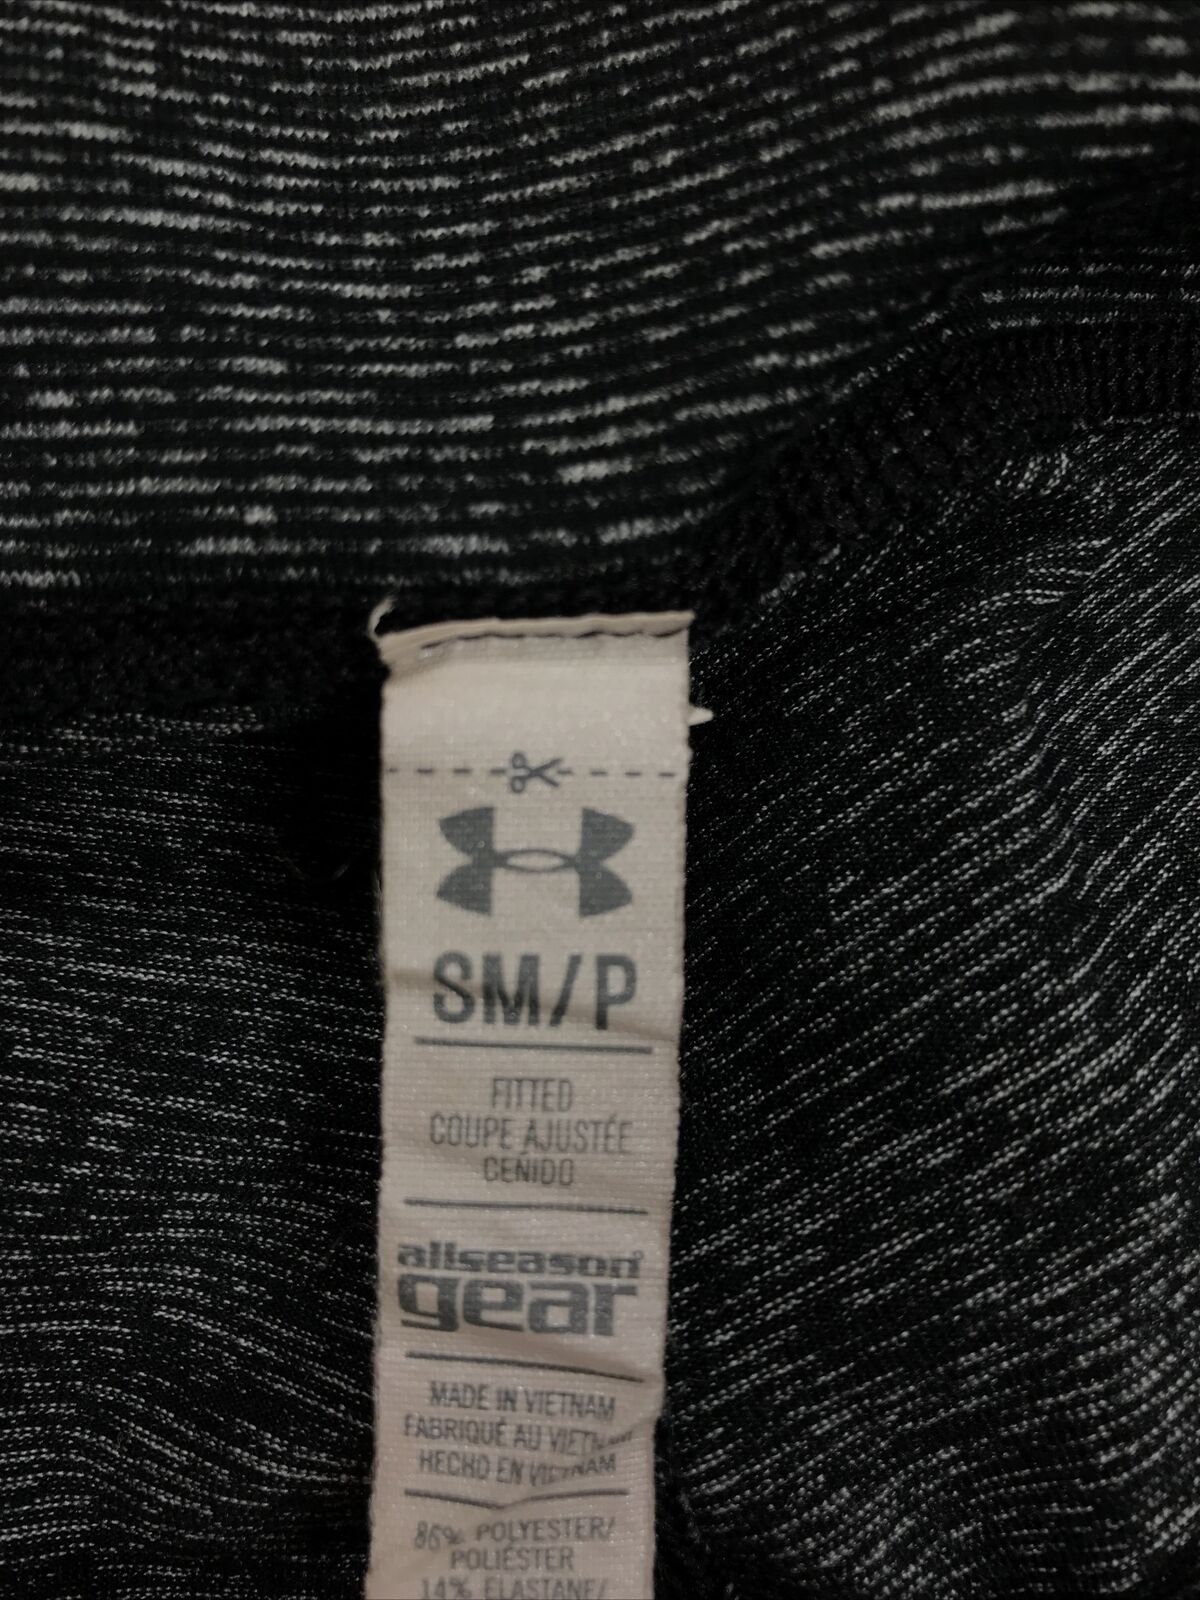 SM/P
FITTED
COUPE AJUSTÉE
CEÑIDO
allseason
gear
MADE IN VIETNAM
FABRIQUÉ AU VIETNAM
HECHO EN VIETNAM
86% POLYESTER/
POLIÉSTER
14% ELASTANE/